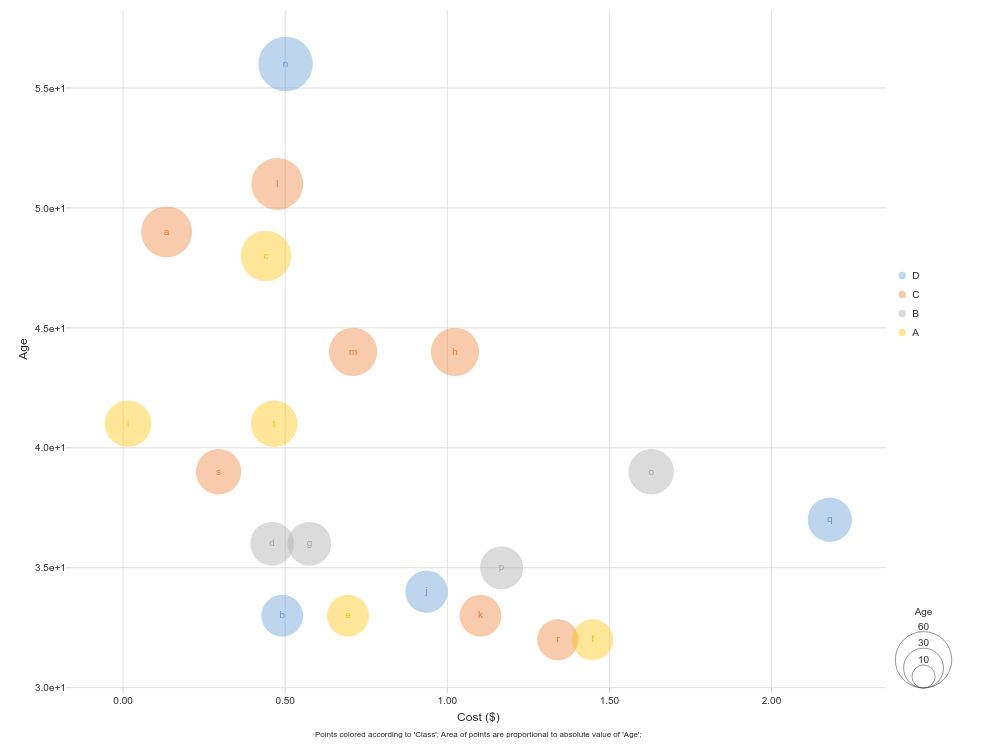 n
5.5e+1
l
5.0e+1
a
c
D
C
4.5e+1
B
A
Age
m
h
i
t
4.0e+1
s
o
q
d
g
3.5e+1
p
j
b
e
k
Age
60
r
f
30
10
3.0e+1
0.00 0.50 1.00 1.50 2.00
Cost ($)
Points colored according to 'Class'; Area of points are proportional to absolute value of 'Age';